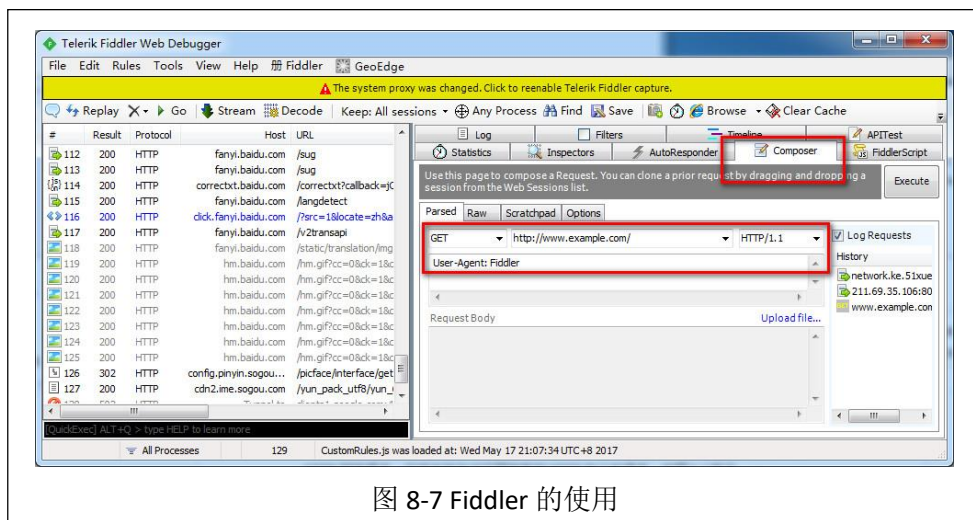 Telerik Fiddler Web Debugger
File Edit Rules Tools View Help 册 Fiddler GeoEdge
The system proxy was changed. Click to reenable Telerik Fiddler capture.
Replay X Go Stream Decode Keep: All sessions Any Process Find Save Browse Clear Cache
# Result Protocol Host URL
112 200 HTTP fanyi.baidu.com /sug
113 200 HTTP fanyi.baidu.com /sug
114 200 HTTP correctxt.baidu.com /correctxt?callback=jQ
115 200 HTTP fanyi.baidu.com /langdetect
116 200 HTTP click.fanyi.baidu.com /?src=1&locate=zh&a
117 200 HTTP fanyi.baidu.com /v2transapi
118 200 HTTP fanyi.baidu.com /static/translation/img
119 200 HTTP hm.baidu.com /hm.gif?cc=0&ck=1&c
120 200 HTTP hm.baidu.com /hm.gif?cc=0&ck=1&c
121 200 HTTP hm.baidu.com /hm.gif?cc=0&ck=1&c
122 200 HTTP hm.baidu.com /hm.gif?cc=0&ck=1&c
123 200 HTTP hm.baidu.com /hm.gif?cc=0&ck=1&c
124 200 HTTP hm.baidu.com /hm.gif?cc=0&ck=1&c
125 200 HTTP hm.baidu.com /hm.gif?cc=0&ck=1&c
126 302 HTTP config.pinyin.sogou... /picface/interface/get
127 200 HTTP cdn2.ime.sogou.com /yun_pack_utf8/yun_
[QuickExec] ALT+Q > type HELP to learn more
Log Filters Timeline APITest
Statistics Inspectors AutoResponder Composer FiddlerScript
Use this page to compose a Request. You can clone a prior request by dragging and dropping a
session from the Web Sessions list.
Execute
Parsed Raw Scratchpad Options
GET http://www.example.com/ HTTP/1.1
User-Agent: Fiddler
Request Body Upload file...
Log Requests
History
network.ke.51xue
211.69.35.106:80
www.example.con
All Processes 129 CustomRules.js was loaded at: Wed May 17 21:07:34 UTC+8 2017
图 8-7 Fiddler 的使用